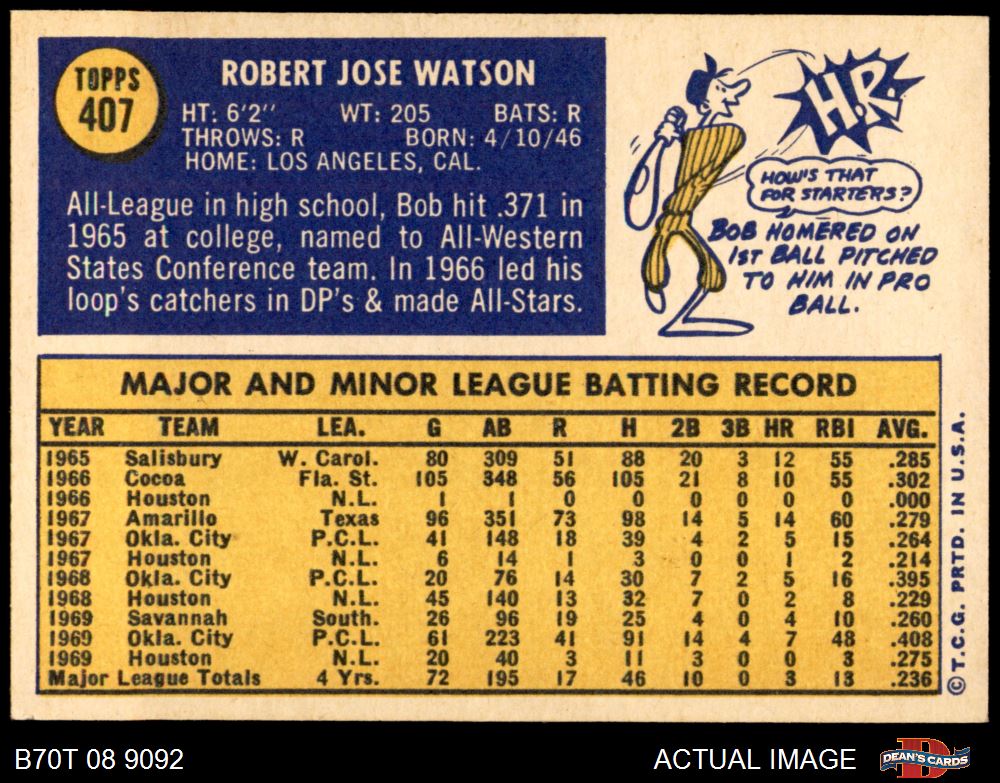 TOPPS
407
ROBERT JOSE WATSON
HT: 6'2" WT: 205 BATS: R
THROWS: R BORN: 4/10/46
HOME: LOS ANGELES, CAL.
All-League in high school, Bob hit .371 in
1965 at college, named to All-Western
States Conference team. In 1966 led his
loop's catchers in DP's & made All-Stars.
H.R.
HOW'S THAT
FOR STARTERS?
BOB HOMERED ON
1ST BALL PITCHED
TO HIM IN PRO
BALL.
MAJOR AND MINOR LEAGUE BATTING RECORD
YEAR TEAM LEA. G AB R H 2B 3B HR RBI AVG.
1965 Salisbury W. Carol. 80 309 51 88 20 3 12 55 .285
1966 Cocoa Fla. St. 105 348 56 105 21 8 10 55 .302
1966 Houston N.L. 1 1 0 0 0 0 0 0 .000
1967 Amarillo Texas 96 351 73 98 14 5 14 60 .279
1967 Okla. City P.C.L. 41 148 18 39 4 2 5 15 .264
1967 Houston N.L. 6 14 1 3 0 0 1 2 .214
1968 Okla. City P.C.L. 20 76 14 30 7 2 5 16 .395
1968 Houston N.L. 45 140 13 32 7 0 2 8 .229
1969 Savannah South. 26 96 19 25 4 0 4 10 .260
1969 Okla. City P.C.L. 61 223 41 91 14 4 7 48 .408
1969 Houston N.L. 20 40 3 11 3 0 0 3 .275
Major League Totals 4 Yrs. 72 195 17 46 10 0 3 13 .236
© T.C.G. PRTD. IN U.S.A.
B70T 08 9092
ACTUAL IMAGE
DEAN'S CARDS